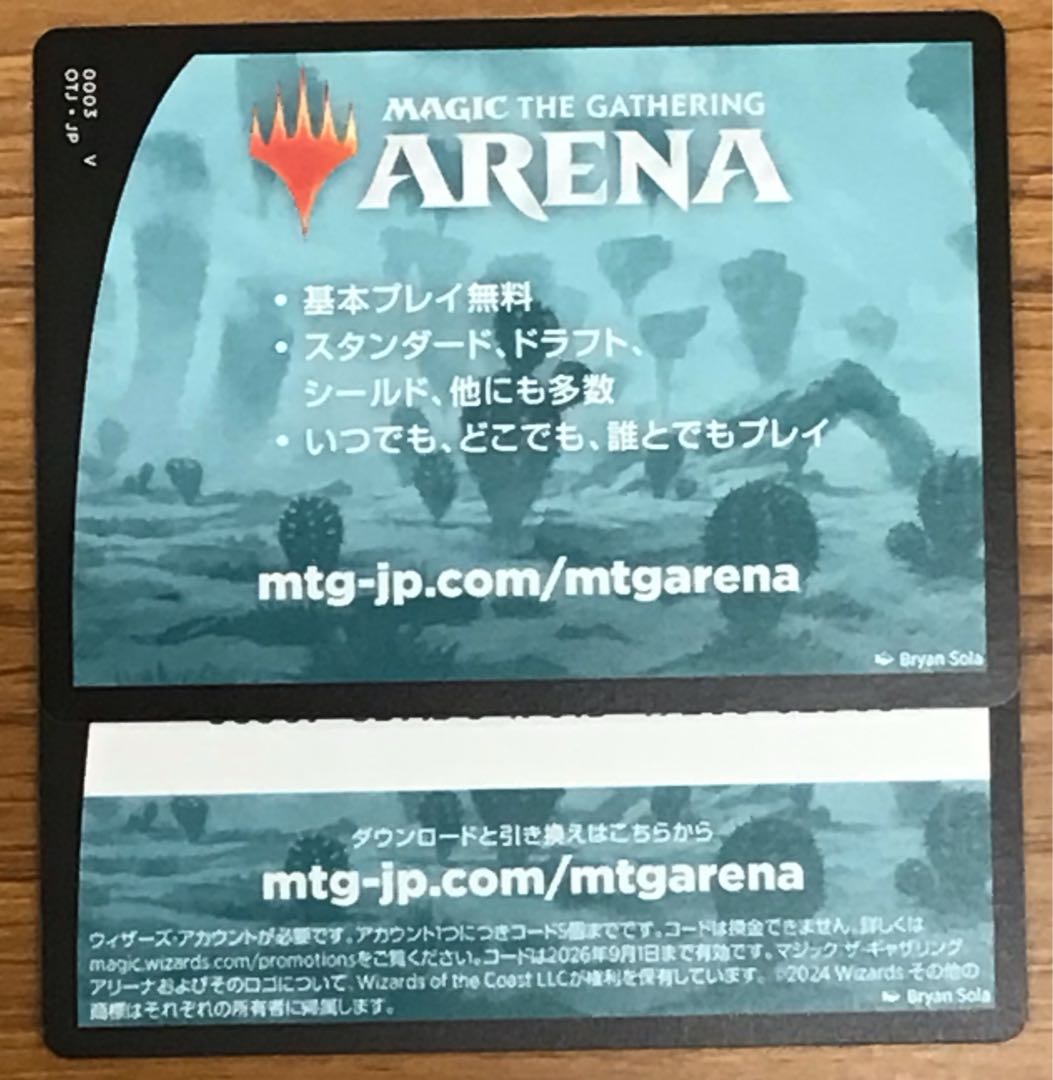 0003 V
OTJ • JP
MAGIC THE GATHERING
ARENA
• 基本プレイ無料
• スタンダード、ドラフト、
シールド、他にも多数
• いつでも、どこでも、誰とでもプレイ
mtg-jp.com/mtgarena
Bryan Sola
ダウンロードと引き換えはこちらから
mtg-jp.com/mtgarena
ウィザーズ・アカウントが必要です。アカウント1つにつきコード5個までです。コードは換金できません。詳しくは
magic.wizards.com/promotionsをご覧ください。コードは2026年9月1日まで有効です。マジック ザ・ギャザリング
アリーナおよびそのロゴについて、Wizards of the Coast LLCが権利を保有しています。 ©2024 Wizards その他の
商標はそれぞれの所有者に帰属します。
Bryan Sola